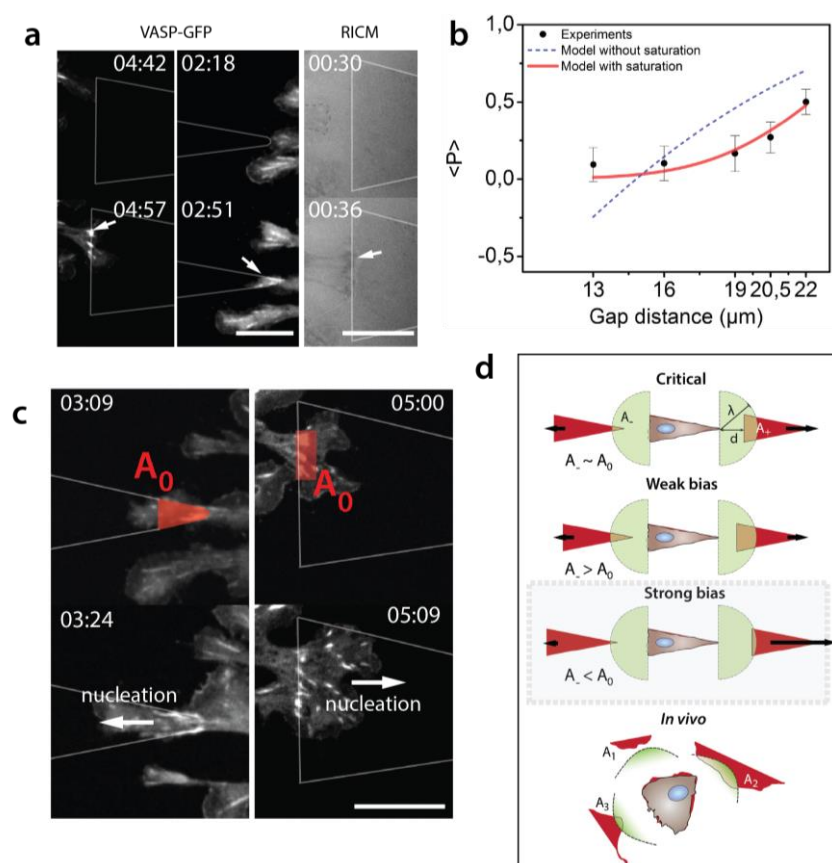 a
VASP-GFP
RICM
04:42
02:18
00:30
04:57
02:51
00:36
b
Experiments
Model without saturation
Model with saturation
1,0
0,5
0,0
-0,5
<P>
13
16
19
20,5
22
Gap distance (µm)
c
03:09
A0
05:00
A0
03:24
nucleation
05:09
nucleation
d
Critical
A-
λ
d
A+
A- ~ A0
Weak bias
A- > A0
Strong bias
A- < A0
In vivo
A1
A2
A3